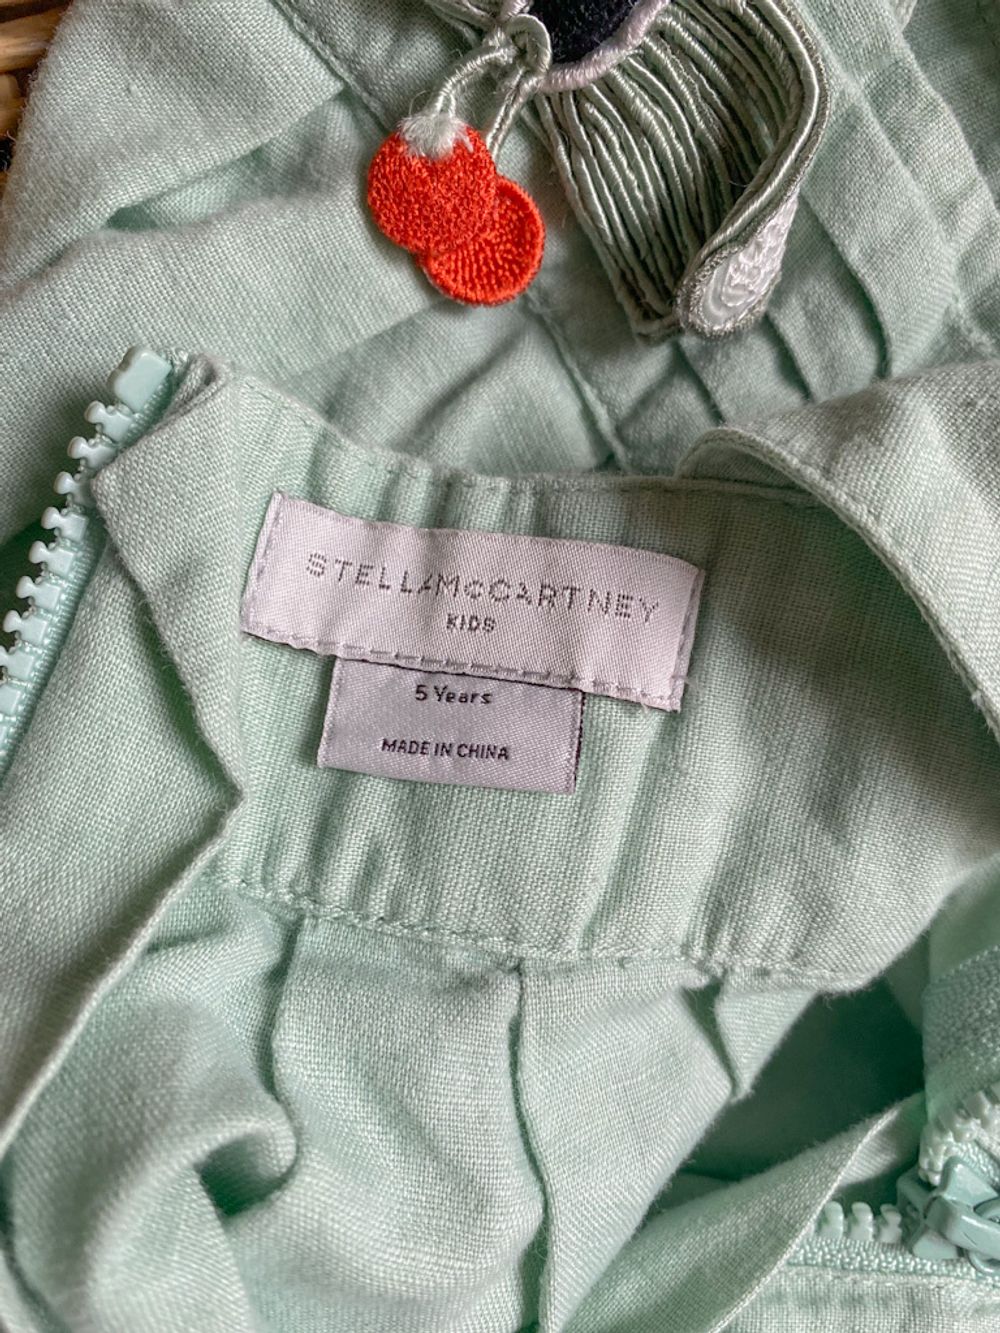 STELLAMcCARTNEY
KIDS
5 Years
MADE IN CHINA